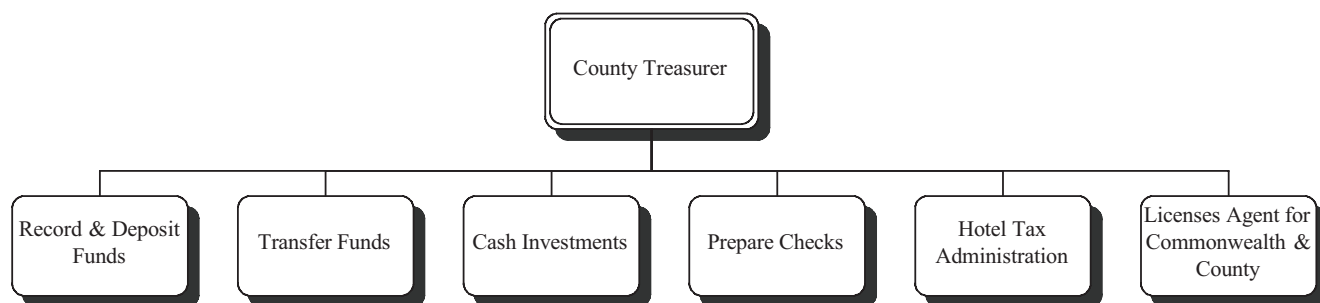 County Treasurer
Record & Deposit
Funds
Transfer Funds
Cash Investments
Prepare Checks
Hotel Tax
Administration
Licenses Agent for
Commonwealth &
County